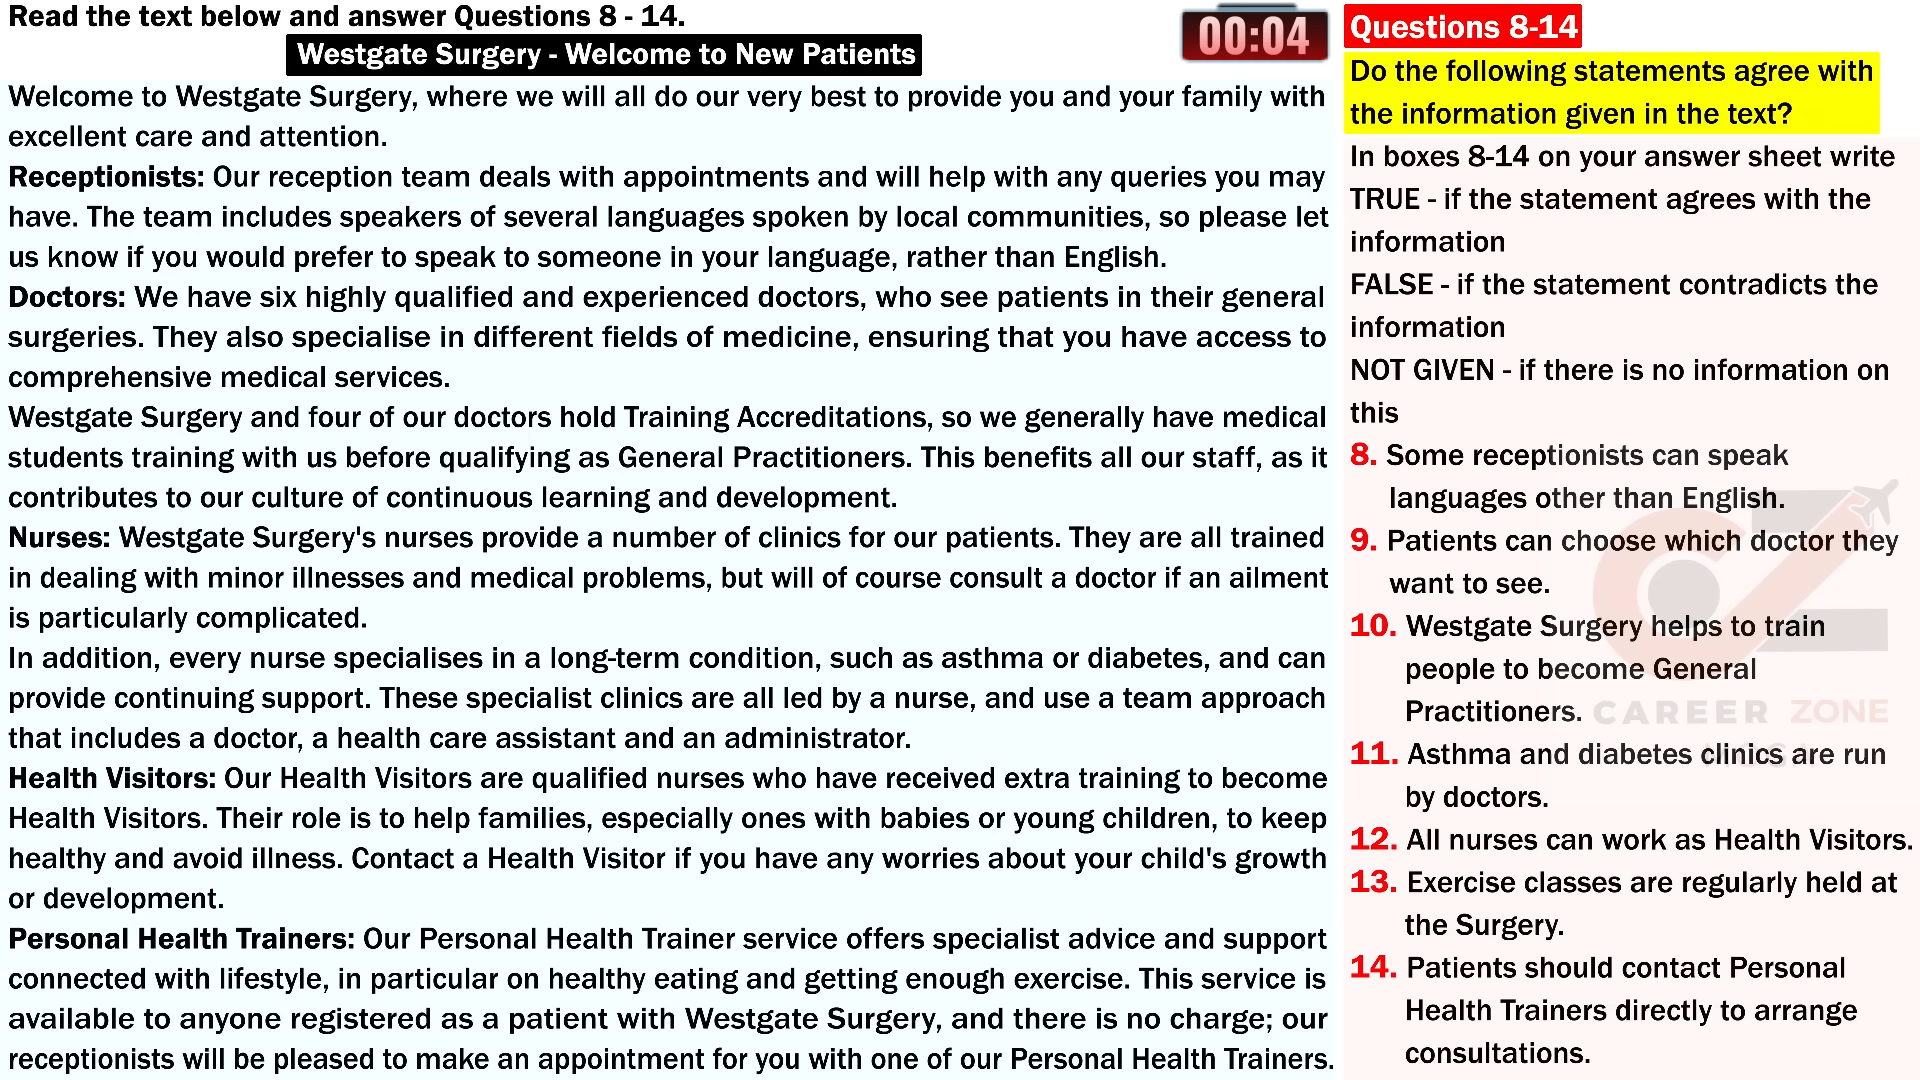 Read the text below and answer Questions 8 - 14.
Westgate Surgery - Welcome to New Patients
00:04
Welcome to Westgate Surgery, where we will all do our very best to provide you and your family with
excellent care and attention.
Receptionists: Our reception team deals with appointments and will help with any queries you may
have. The team includes speakers of several languages spoken by local communities, so please let
us know if you would prefer to speak to someone in your language, rather than English.
Doctors: We have six highly qualified and experienced doctors, who see patients in their general
surgeries. They also specialise in different fields of medicine, ensuring that you have access to
comprehensive medical services.
Westgate Surgery and four of our doctors hold Training Accreditations, so we generally have medical
students training with us before qualifying as General Practitioners. This benefits all our staff, as it
contributes to our culture of continuous learning and development.
Nurses: Westgate Surgery's nurses provide a number of clinics for our patients. They are all trained
in dealing with minor illnesses and medical problems, but will of course consult a doctor if an ailment
is particularly complicated.
In addition, every nurse specialises in a long-term condition, such as asthma or diabetes, and can
provide continuing support. These specialist clinics are all led by a nurse, and use a team approach
that includes a doctor, a health care assistant and an administrator.
Health Visitors: Our Health Visitors are qualified nurses who have received extra training to become
Health Visitors. Their role is to help families, especially ones with babies or young children, to keep
healthy and avoid illness. Contact a Health Visitor if you have any worries about your child's growth
or development.
Personal Health Trainers: Our Personal Health Trainer service offers specialist advice and support
connected with lifestyle, in particular on healthy eating and getting enough exercise. This service is
available to anyone registered as a patient with Westgate Surgery, and there is no charge; our
receptionists will be pleased to make an appointment for you with one of our Personal Health Trainers.
Questions 8-14
Do the following statements agree with
the information given in the text?
In boxes 8-14 on your answer sheet write
TRUE - if the statement agrees with the
information
FALSE - if the statement contradicts the
information
NOT GIVEN - if there is no information on
this
8. Some receptionists can speak
languages other than English.
9. Patients can choose which doctor they
want to see.
10. Westgate Surgery helps to train
people to become General
Practitioners.
CAREER ZONE
11. Asthma and diabetes clinics are run
by doctors.
12. All nurses can work as Health Visitors.
13. Exercise classes are regularly held at
the Surgery.
14. Patients should contact Personal
Health Trainers directly to arrange
consultations.